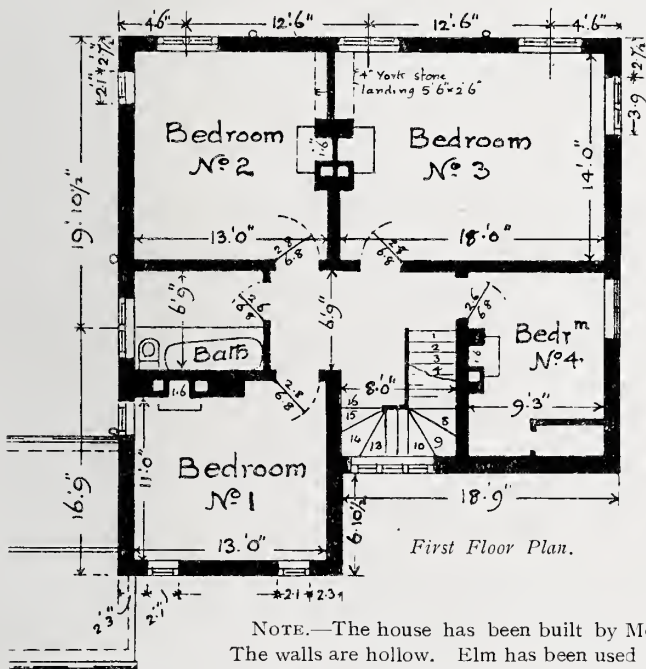 4'·6" 12'·6" 12'·6" 4'·6"
2'·7½"
2'·1"
2'·7½"
3'·9
4" York stone
landing 5'6"×2'6"
Bedroom
Nº 2
1'·6"
Bedroom
Nº 3
14'·0"
19'·10½"
13'·0"
18'·0"
2·8
6·8
2·8
6·8
6'·9"
6'·9"
2·6
6·8
Bath
Bedrᵐ
Nº 4.
1·6
1
2
3
4
8'·0"
9'·3"
16
15
14
13
10
9
8
1·6
2·8
6·8
11'·0"
16'·9"
Bedroom
Nº 1
13'·0"
6'·10½"
18'·9"
First Floor Plan.
2'·3"
2'·1"
2·1
2·3
NOTE.—The house has been built by
The walls are hollow. Elm has been used